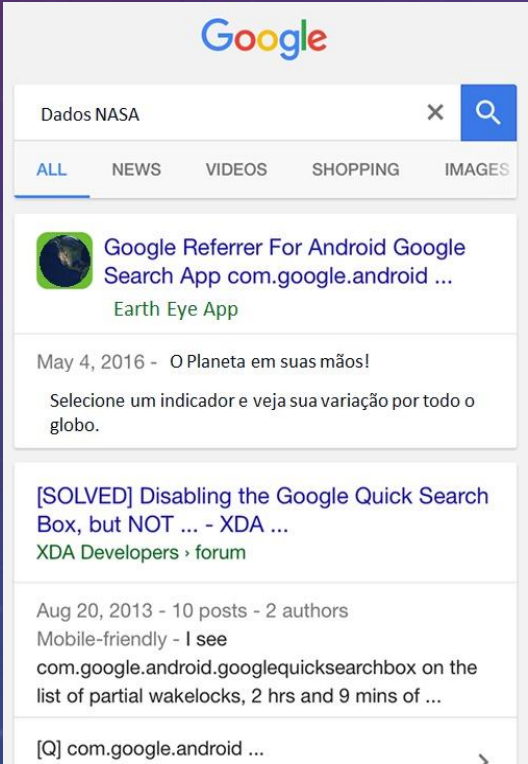 Google
Dados NASA
ALL NEWS VIDEOS SHOPPING IMAGES
Google Referrer For Android Google
Search App com.google.android ...
Earth Eye App
May 4, 2016 - O Planeta em suas mãos!
Selecione um indicador e veja sua variação por todo o
globo.
[SOLVED] Disabling the Google Quick Search
Box, but NOT ... - XDA ...
XDA Developers › forum
Aug 20, 2013 - 10 posts - 2 authors
Mobile-friendly - I see
com.google.android.googlequicksearchbox on the
list of partial wakelocks, 2 hrs and 9 mins of ...
[Q] com.google.android ...